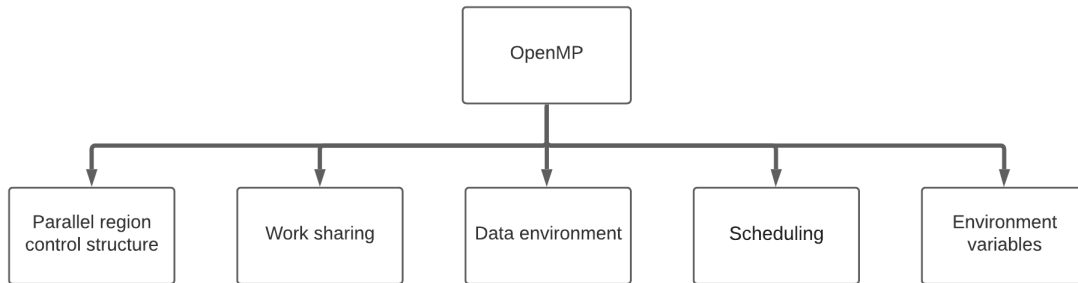 OpenMP
Parallel region
control structure
Work sharing
Data environment
Scheduling
Environment
variables